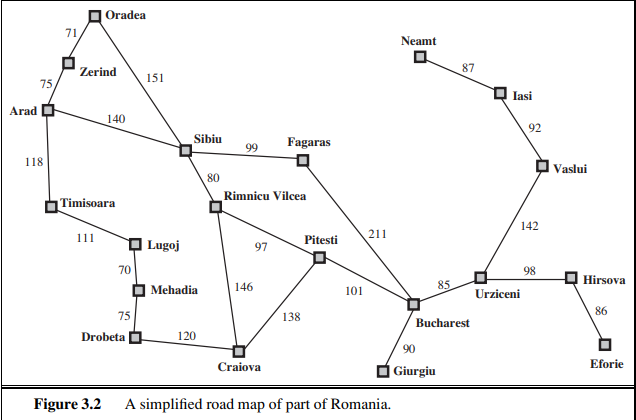 Oradea
71
Neamt
87
Zerind
151
75
Iasi
Arad
140
92
Sibiu
Fagaras
99
118
Vaslui
80
Rimnicu Vilcea
Timisoara
142
211
111
Lugoj
97
Pitesti
70
98
Hirsova
146
85
Mehadia
101
Urziceni
86
75
138
Bucharest
Drobeta
120
90
Craiova
Eforie
Giurgiu
Figure 3.2 A simplified road map of part of Romania.